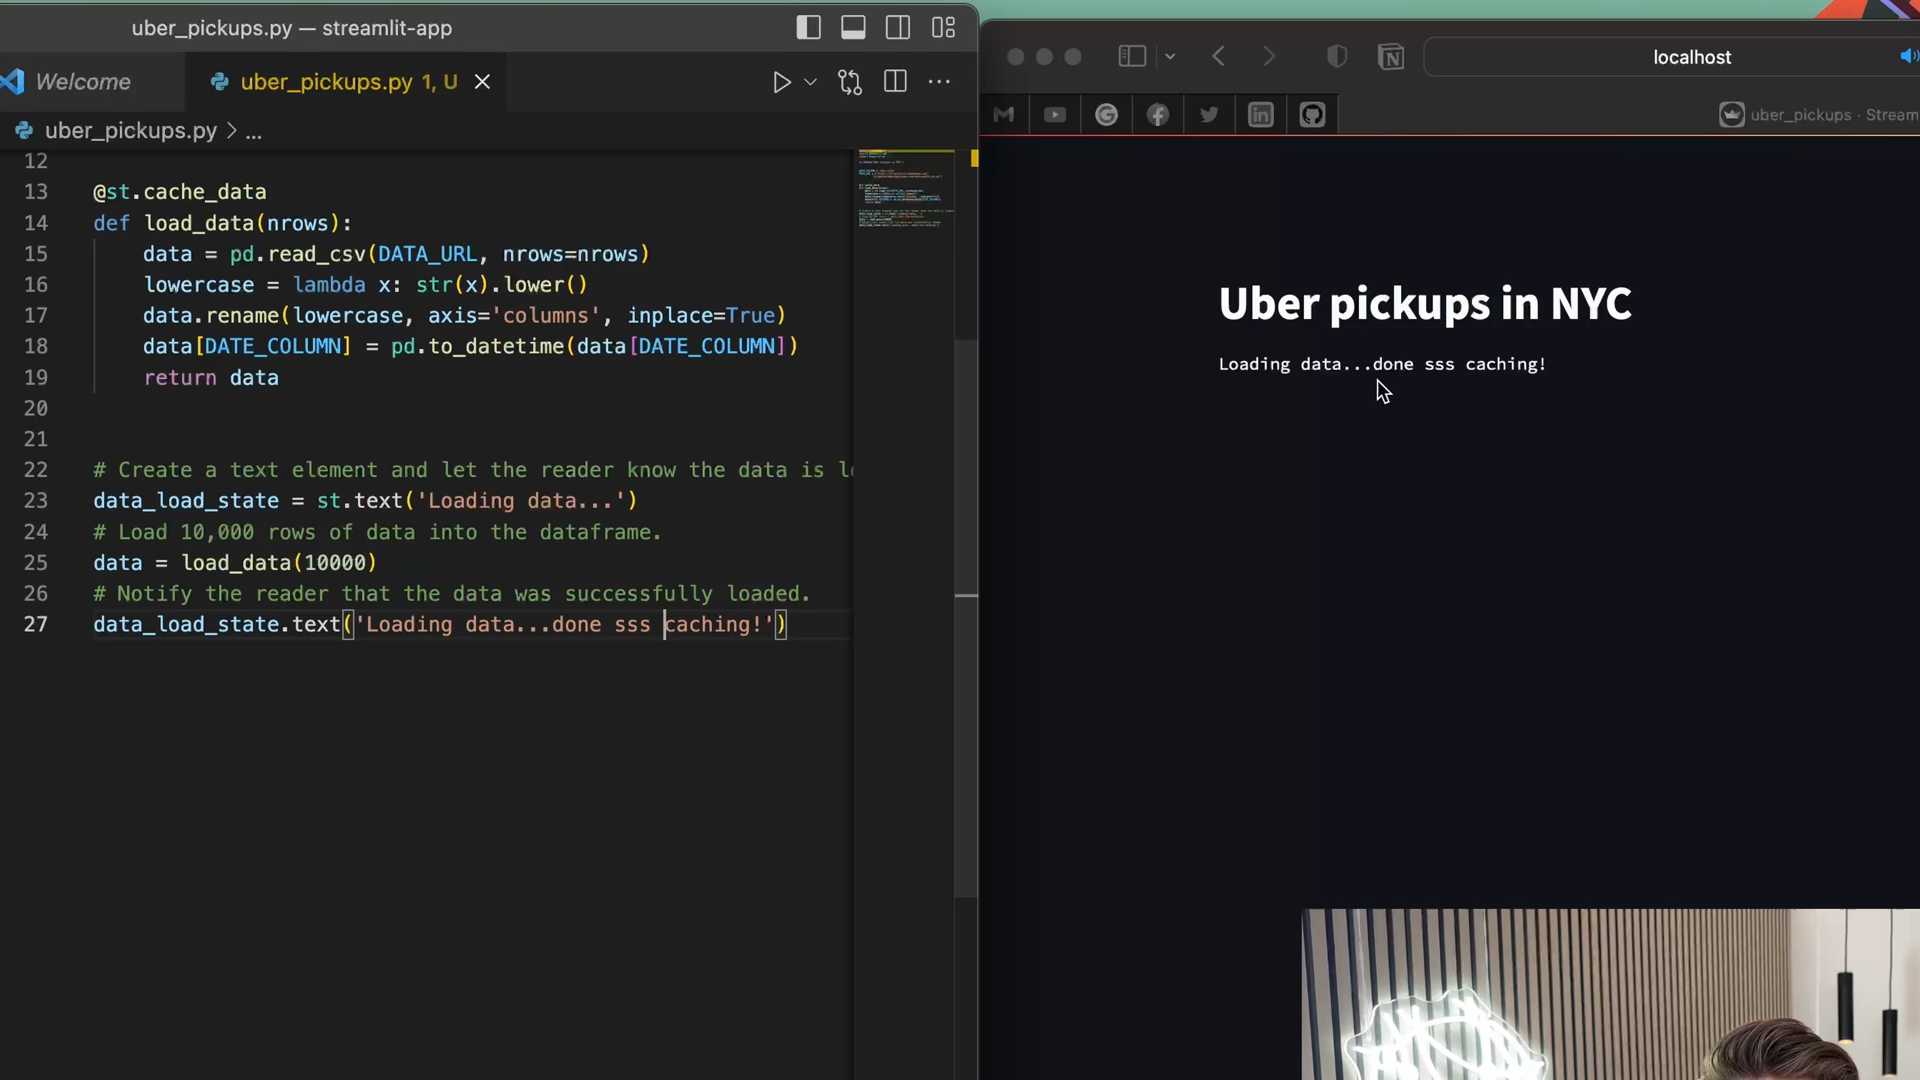 uber_pickups.py — streamlit-app
Welcome
uber_pickups.py 1, U
uber_pickups.py > ...
12
13 @st.cache_data
14 def load_data(nrows):
15 data = pd.read_csv(DATA_URL, nrows=nrows)
16 lowercase = lambda x: str(x).lower()
17 data.rename(lowercase, axis='columns', inplace=True)
18 data[DATE_COLUMN] = pd.to_datetime(data[DATE_COLUMN])
19 return data
20
21
22 # Create a text element and let the reader know the data is l
23 data_load_state = st.text('Loading data...')
24 # Load 10,000 rows of data into the dataframe.
25 data = load_data(10000)
26 # Notify the reader that the data was successfully loaded.
27 data_load_state.text('Loading data...done sss caching!')
localhost
uber_pickups · Stream
Uber pickups in NYC
Loading data...done sss caching!